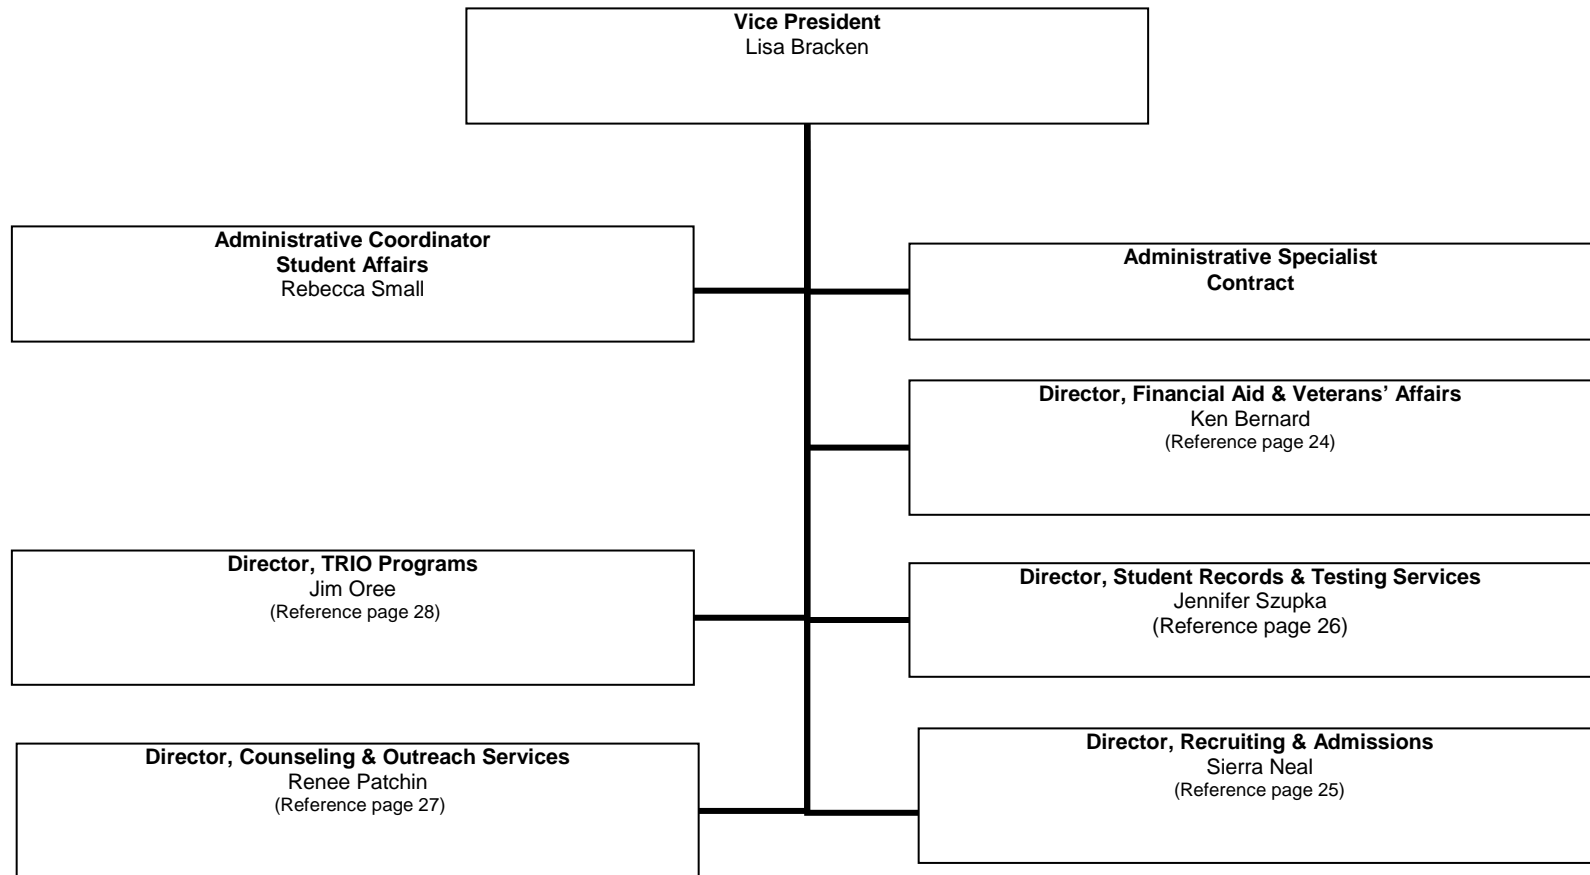 Vice President
Lisa Bracken
Administrative Coordinator
Student Affairs
Rebecca Small
Administrative Specialist
Contract
Director, Financial Aid & Veterans’ Affairs
Ken Bernard
(Reference page 24)
Director, TRIO Programs
Jim Oree
(Reference page 28)
Director, Student Records & Testing Services
Jennifer Szupka
(Reference page 26)
Director, Counseling & Outreach Services
Renee Patchin
(Reference page 27)
Director, Recruiting & Admissions
Sierra Neal
(Reference page 25)